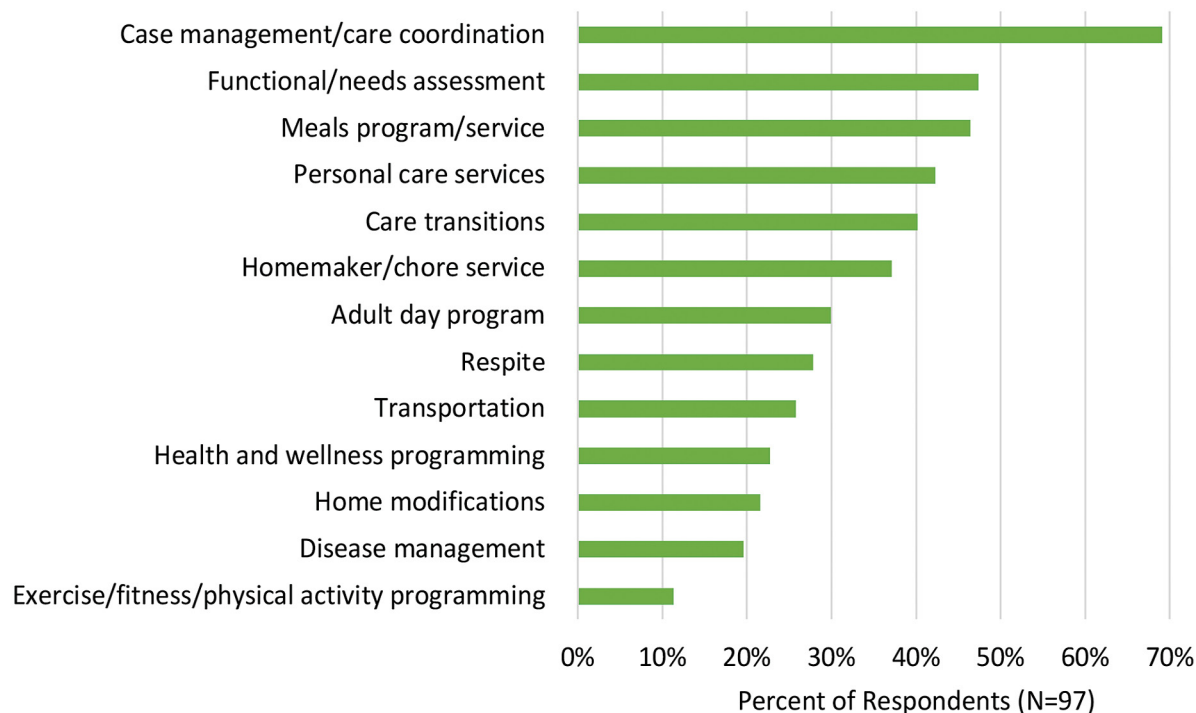 Case management/care coordination
Functional/needs assessment
Meals program/service
Personal care services
Care transitions
Homemaker/chore service
Adult day program
Respite
Transportation
Health and wellness programming
Home modifications
Disease management
Exercise/fitness/physical activity programming
0% 10% 20% 30% 40% 50% 60% 70%
Percent of Respondents (N=97)